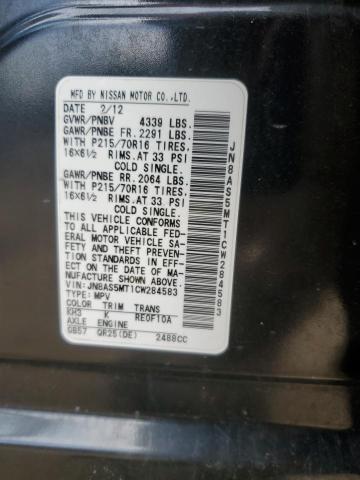 MFD BY NISSAN MOTOR CO.,LTD.
DATE 2/12
GVWR/PNBV 4339 LBS.
GAWR/PNBE FR. 2291 LBS.
WITH P215/70R16 TIRES,
16X6½ RIMS,AT 33 PSI
COLD SINGLE.
GAWR/PNBE RR. 2064 LBS.
WITH P215/70R16 TIRES,
16X6½ RIMS,AT 33 PSI
COLD SINGLE.
THIS VEHICLE CONFORMS
TO ALL APPLICABLE FED-
ERAL MOTOR VEHICLE SA-
FETY AND THEFT PREVENT-
ION STANDARDS IN EFF-
ECT ON THE DATE OF MA-
NUFACTURE SHOWN ABOVE.
VIN:JN8AS5MT1CW284583
TYPE:MPV
COLOR TRIM TRANS
KH3 K RE0F10A
AXLE ENGINE
GB57 QR25(DE) 2488CC
JN8AS5MT1CW284583